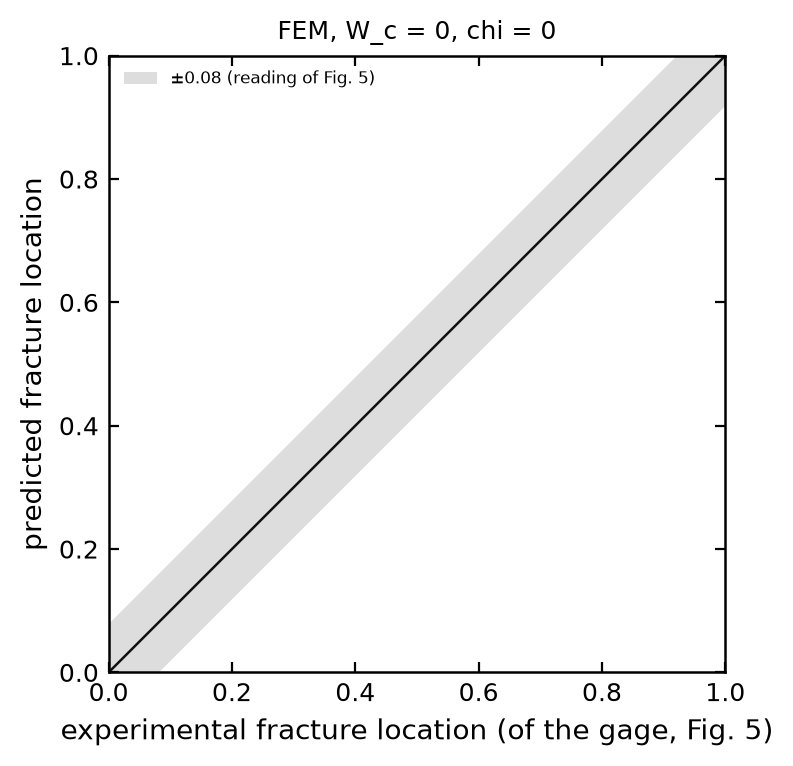 FEM, W_c = 0, chi = 0
1.0
±0.08 (reading of Fig. 5)
0.8
0.6
0.4
0.2
0.0
predicted fracture location
0.0 0.2 0.4 0.6 0.8 1.0
experimental fracture location (of the gage, Fig. 5)